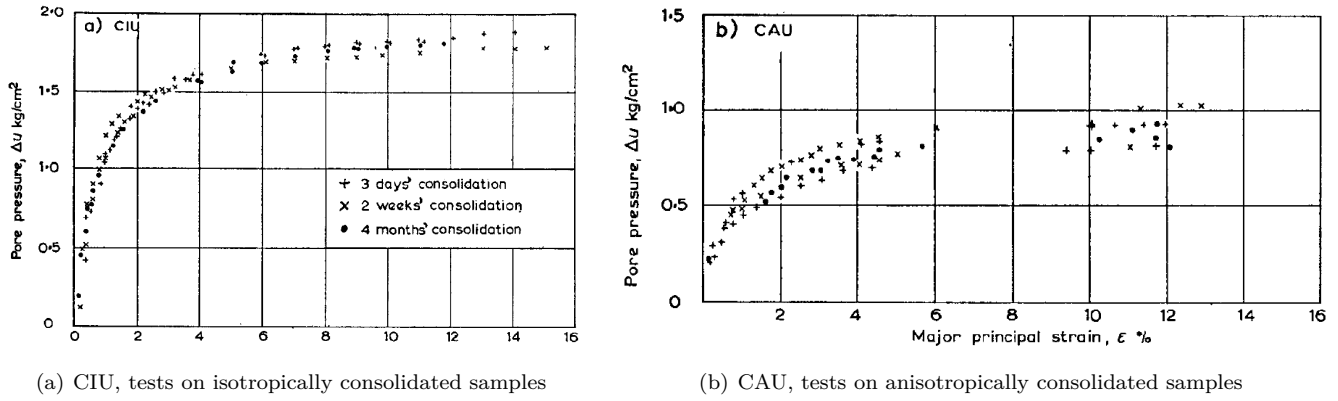 a) CIU
Pore pressure, Δu kg/cm²
2·0
1·5
1·0
0·5
0
0 2 4 6 8 10 12 14 16
+ 3 days' consolidation
x 2 weeks' consolidation
• 4 months' consolidation
(a) CIU, tests on isotropically consolidated samples
b) CAU
Pore pressure, Δu kg/cm²
1·5
1·0
0·5
0
0 2 4 6 8 10 12 14 16
Major principal strain, ε %
(b) CAU, tests on anisotropically consolidated samples